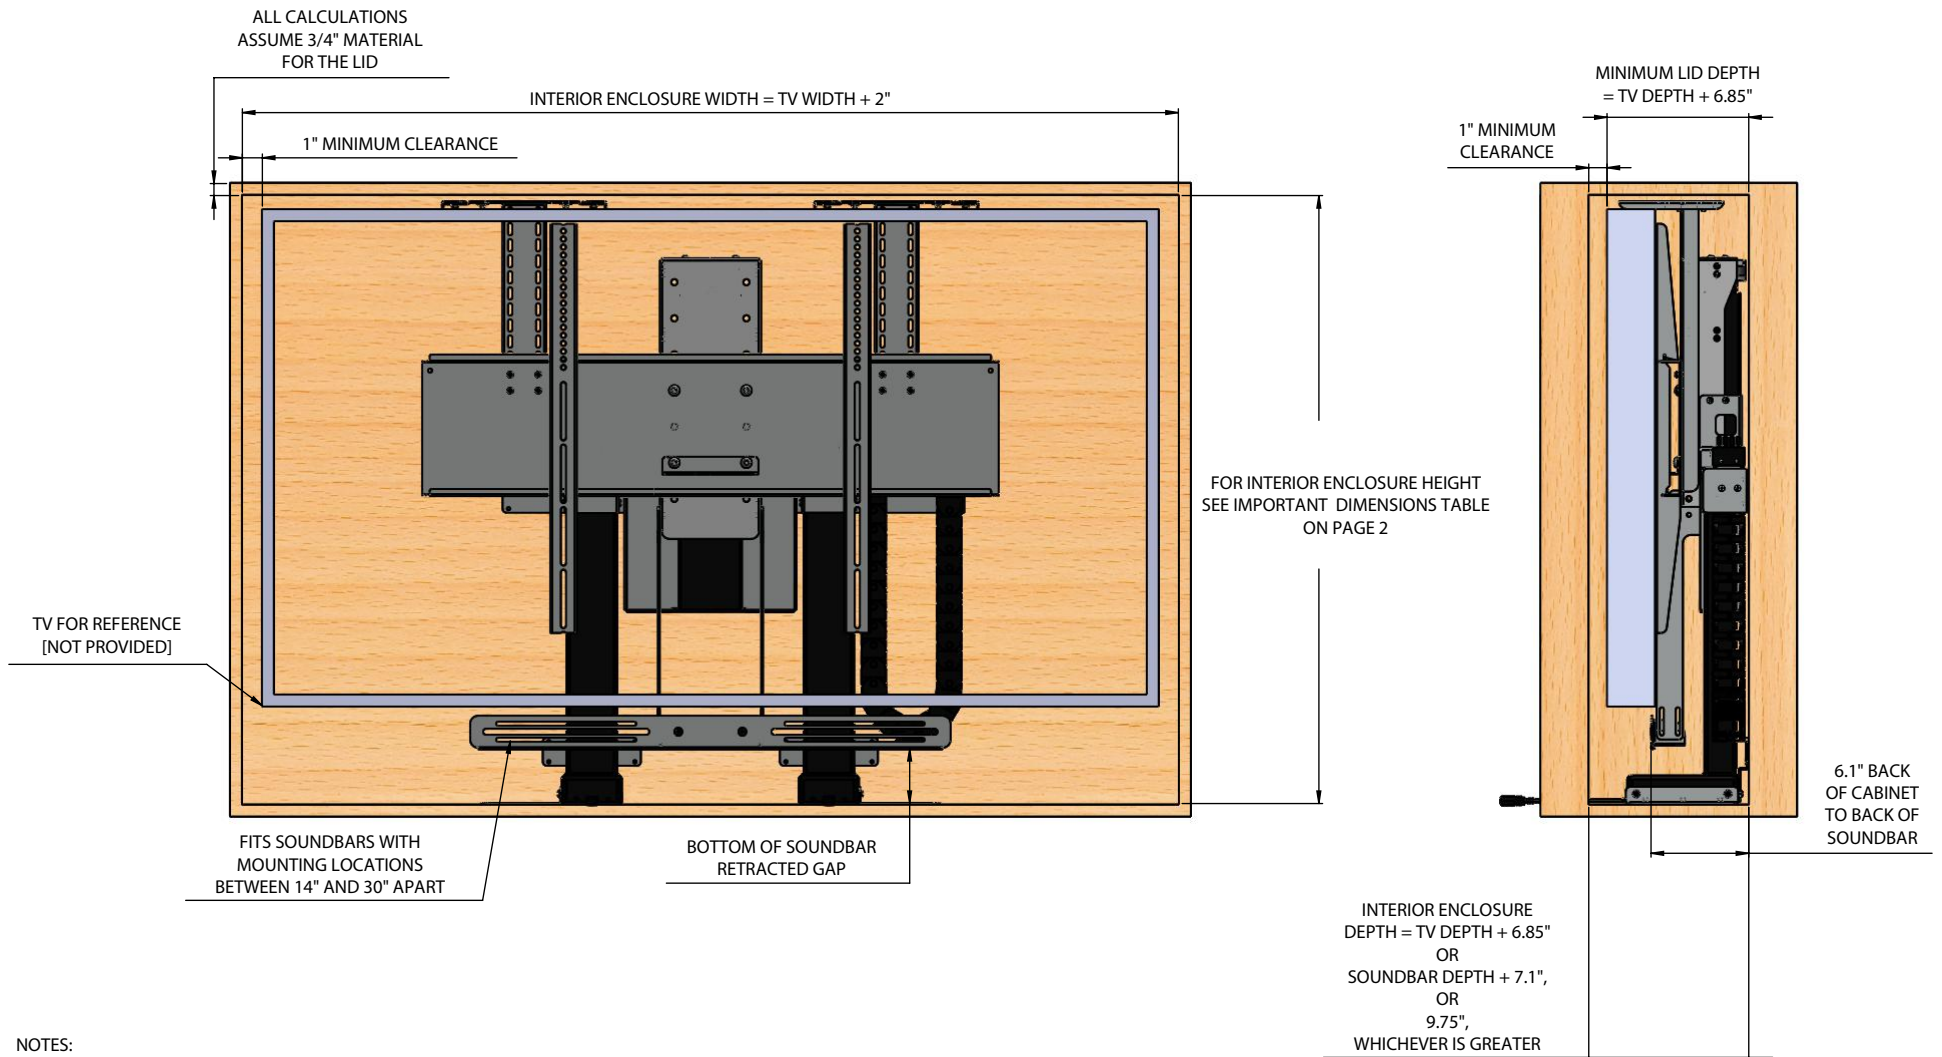 ALL CALCULATIONS
ASSUME 3/4" MATERIAL
FOR THE LID
INTERIOR ENCLOSURE WIDTH = TV WIDTH + 2"
1" MINIMUM CLEARANCE
MINIMUM LID DEPTH
= TV DEPTH + 6.85"
1" MINIMUM
CLEARANCE
FOR INTERIOR ENCLOSURE HEIGHT
SEE IMPORTANT DIMENSIONS TABLE
ON PAGE 2
TV FOR REFERENCE
[NOT PROVIDED]
6.1" BACK
OF CABINET
TO BACK OF
SOUNDBAR
FITS SOUNDBARS WITH
MOUNTING LOCATIONS
BETWEEN 14" AND 30" APART
BOTTOM OF SOUNDBAR
RETRACTED GAP
INTERIOR ENCLOSURE
DEPTH = TV DEPTH + 6.85"
OR
SOUNDBAR DEPTH + 7.1",
OR
9.75",
WHICHEVER IS GREATER
NOTES: